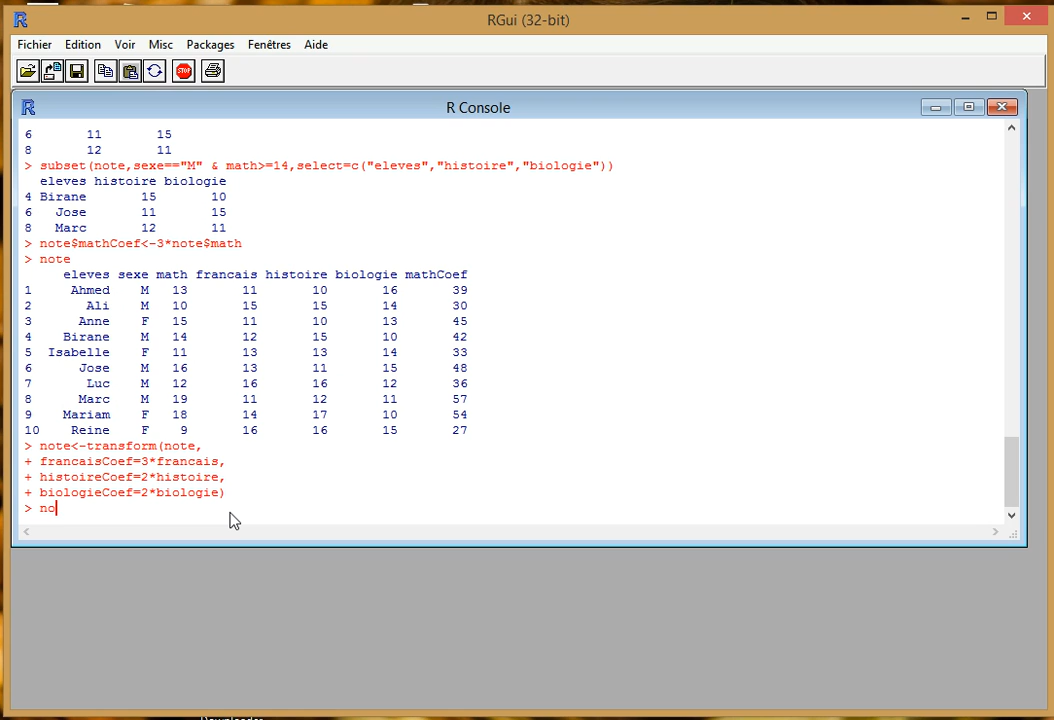 RGui (32-bit)
Fichier Edition Voir Misc Packages Fenêtres Aide
STOP
R Console
6 11 15
8 12 11
> subset(note,sexe=="M" & math>=14,select=c("eleves","histoire","biologie"))
eleves histoire biologie
4 Birane 15 10
6 Jose 11 15
8 Marc 12 11
> note$mathCoef<-3*note$math
> note
eleves sexe math francais histoire biologie mathCoef
1 Ahmed M 13 11 10 16 39
2 Ali M 10 15 15 14 30
3 Anne F 15 11 10 13 45
4 Birane M 14 12 15 10 42
5 Isabelle F 11 13 13 14 33
6 Jose M 16 13 11 15 48
7 Luc M 12 16 16 12 36
8 Marc M 19 11 12 11 57
9 Mariam F 18 14 17 10 54
10 Reine F 9 16 16 15 27
> note<-transform(note,
+ francaisCoef=3*francais,
+ histoireCoef=2*histoire,
+ biologieCoef=2*biologie)
> no